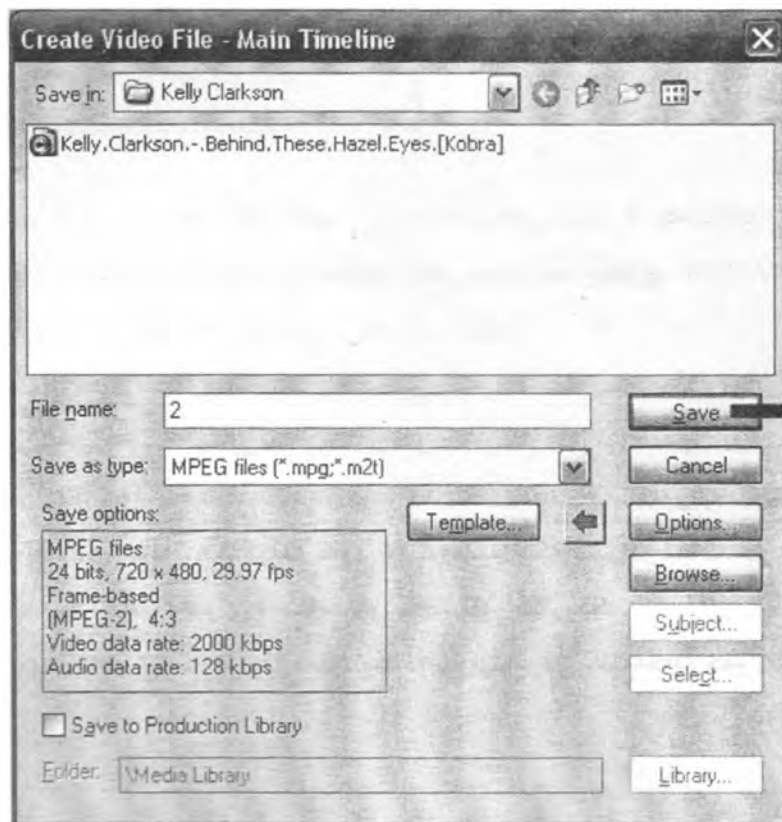 Create Video File - Main Timeline
Save in: Kelly Clarkson
Kelly.Clarkson.-.Behind.These.Hazel.Eyes.[Kobra]
File name: 2 Save
Save as type: MPEG files (*.mpg;*.m2t) Cancel
Save options: Template... Options...
MPEG files
24 bits, 720 x 480, 29.97 fps
Frame-based
(MPEG-2), 4:3
Video data rate: 2000 kbps
Audio data rate: 128 kbps
Browse...
Subject...
Select...
Save to Production Library
Folder: \Media Library Library...